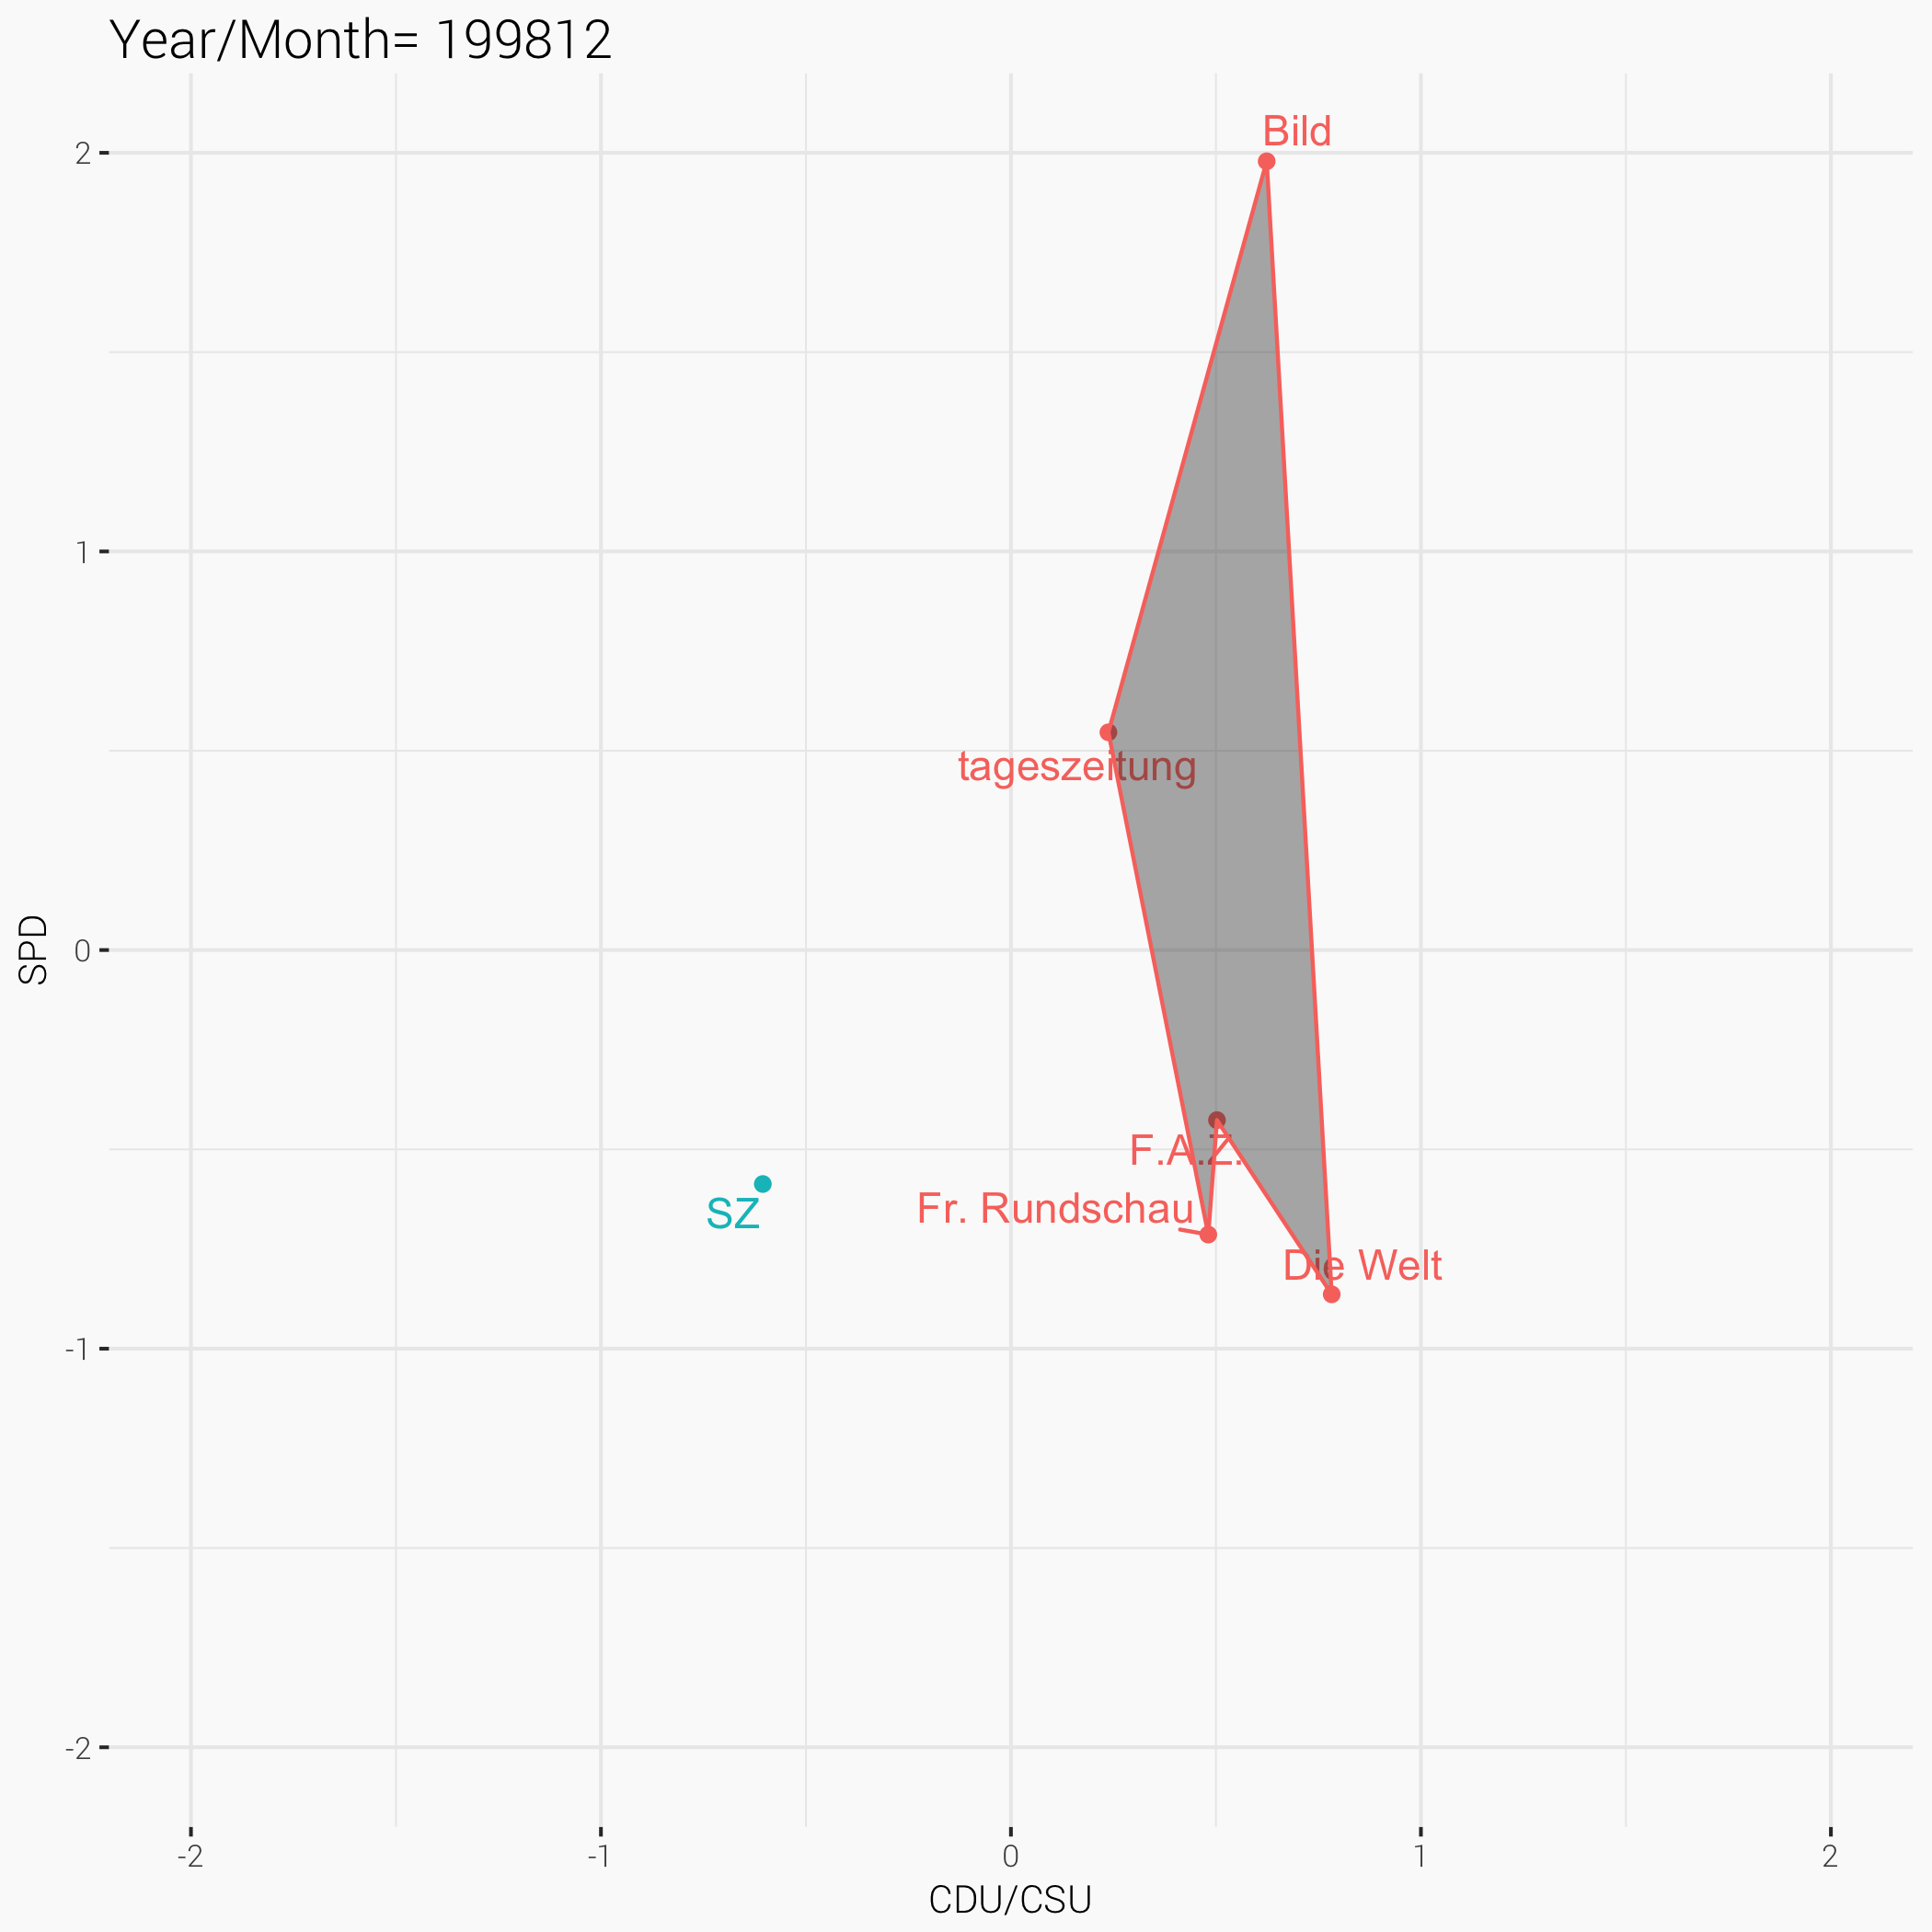 Year/Month= 199812
Bild
2
1
tageszeitung
SPD
0
F.A.Z.
Fr. Rundschau
SZ
Die Welt
-1
-2
-2 -1 0 1 2
CDU/CSU